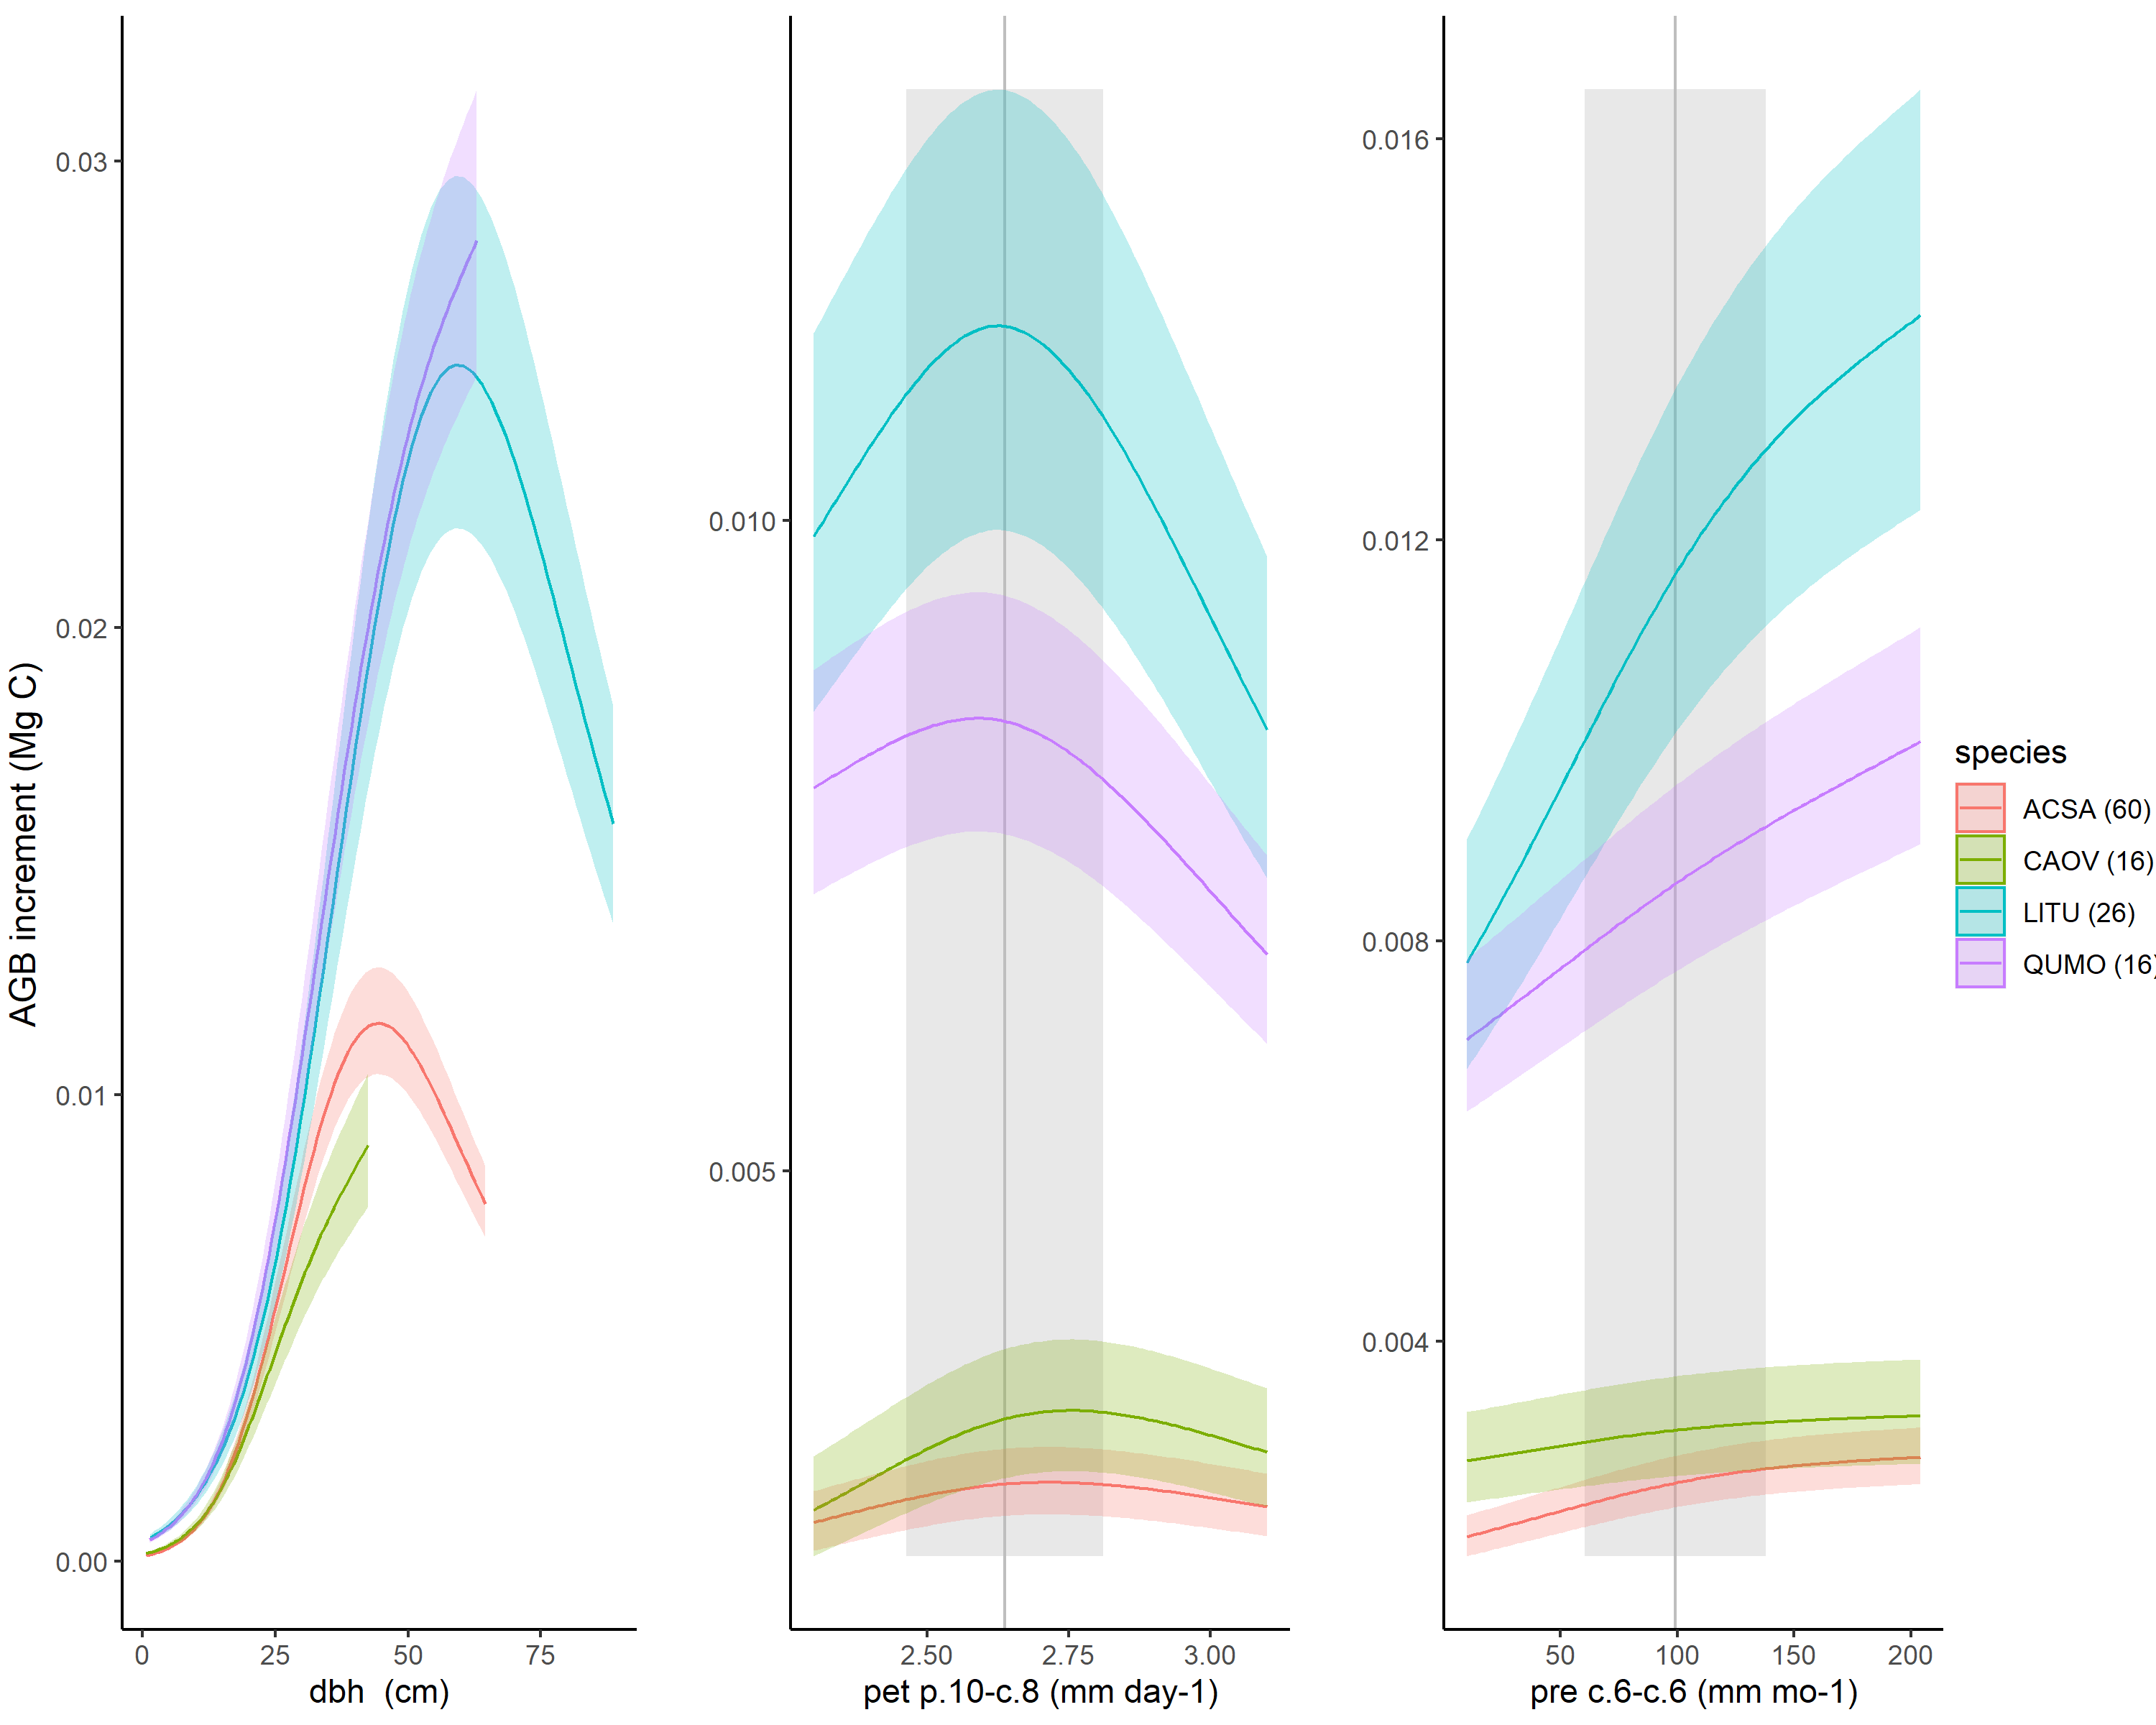 AGB increment (Mg C)
0.03
0.02
0.01
0.00
0 25 50 75
dbh  (cm)
0.010
0.005
2.50 2.75 3.00
pet p.10-c.8 (mm day-1)
0.016
0.012
0.008
0.004
50 100 150 200
pre c.6-c.6 (mm mo-1)
species
ACSA (60)
CAOV (16)
LITU (26)
QUMO (16)